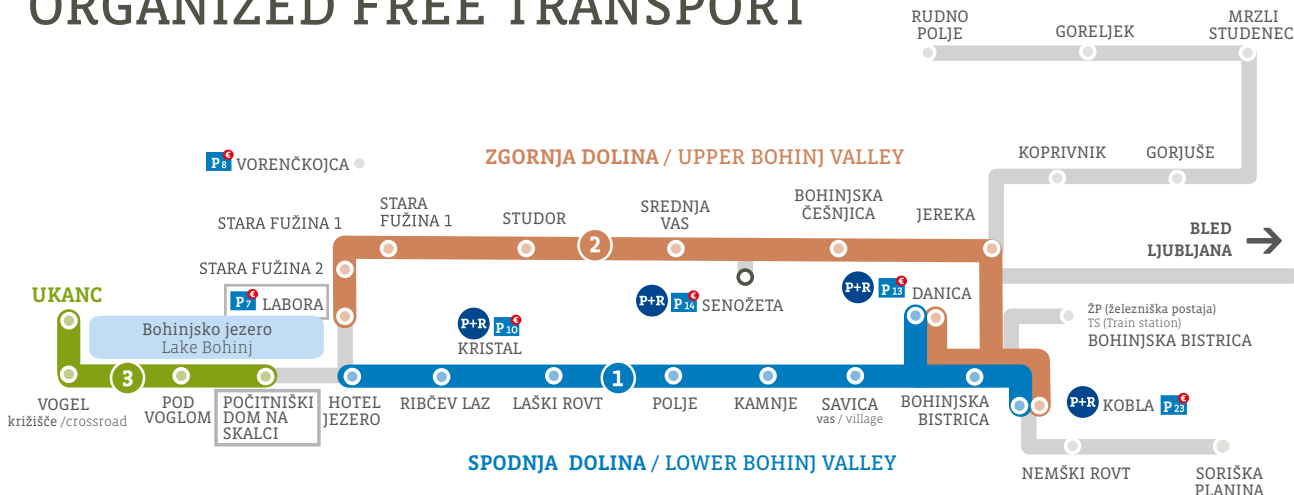 ORGANIZED FREE TRANSPORT
RUDNO
POLJE
GORELJEK
MRZLI
STUDENEC
P8 €
VORENČKOJCA
ZGORNJA DOLINA / UPPER BOHINJ VALLEY
KOPRIVNIK
GORJUŠE
STARA FUŽINA 1
STARA
FUŽINA 1
STUDOR
SREDNJA
VAS
BOHINJSKA
ČEŠNJICA
JEREKA
2
BLED
LJUBLJANA
STARA FUŽINA 2
UKANC
P7 €
LABORA
P+R
P14 €
SENOŽETA
P+R
P13 €
DANICA
Bohinjsko jezero
Lake Bohinj
P+R
P10 €
KRISTAL
ŽP (železniška postaja)
TS (Train station)
BOHINJSKA BISTRICA
3
1
VOGEL
križišče /crossroad
POD
VOGLOM
POČITNIŠKI
DOM NA
SKALCI
HOTEL
JEZERO
RIBČEV LAZ
LAŠKI ROVT
POLJE
KAMNJE
SAVICA
vas / village
BOHINJSKA
BISTRICA
P+R
KOBLA
P23 €
SPODNJA DOLINA / LOWER BOHINJ VALLEY
NEMŠKI ROVT
SORIŠKA
PLANINA